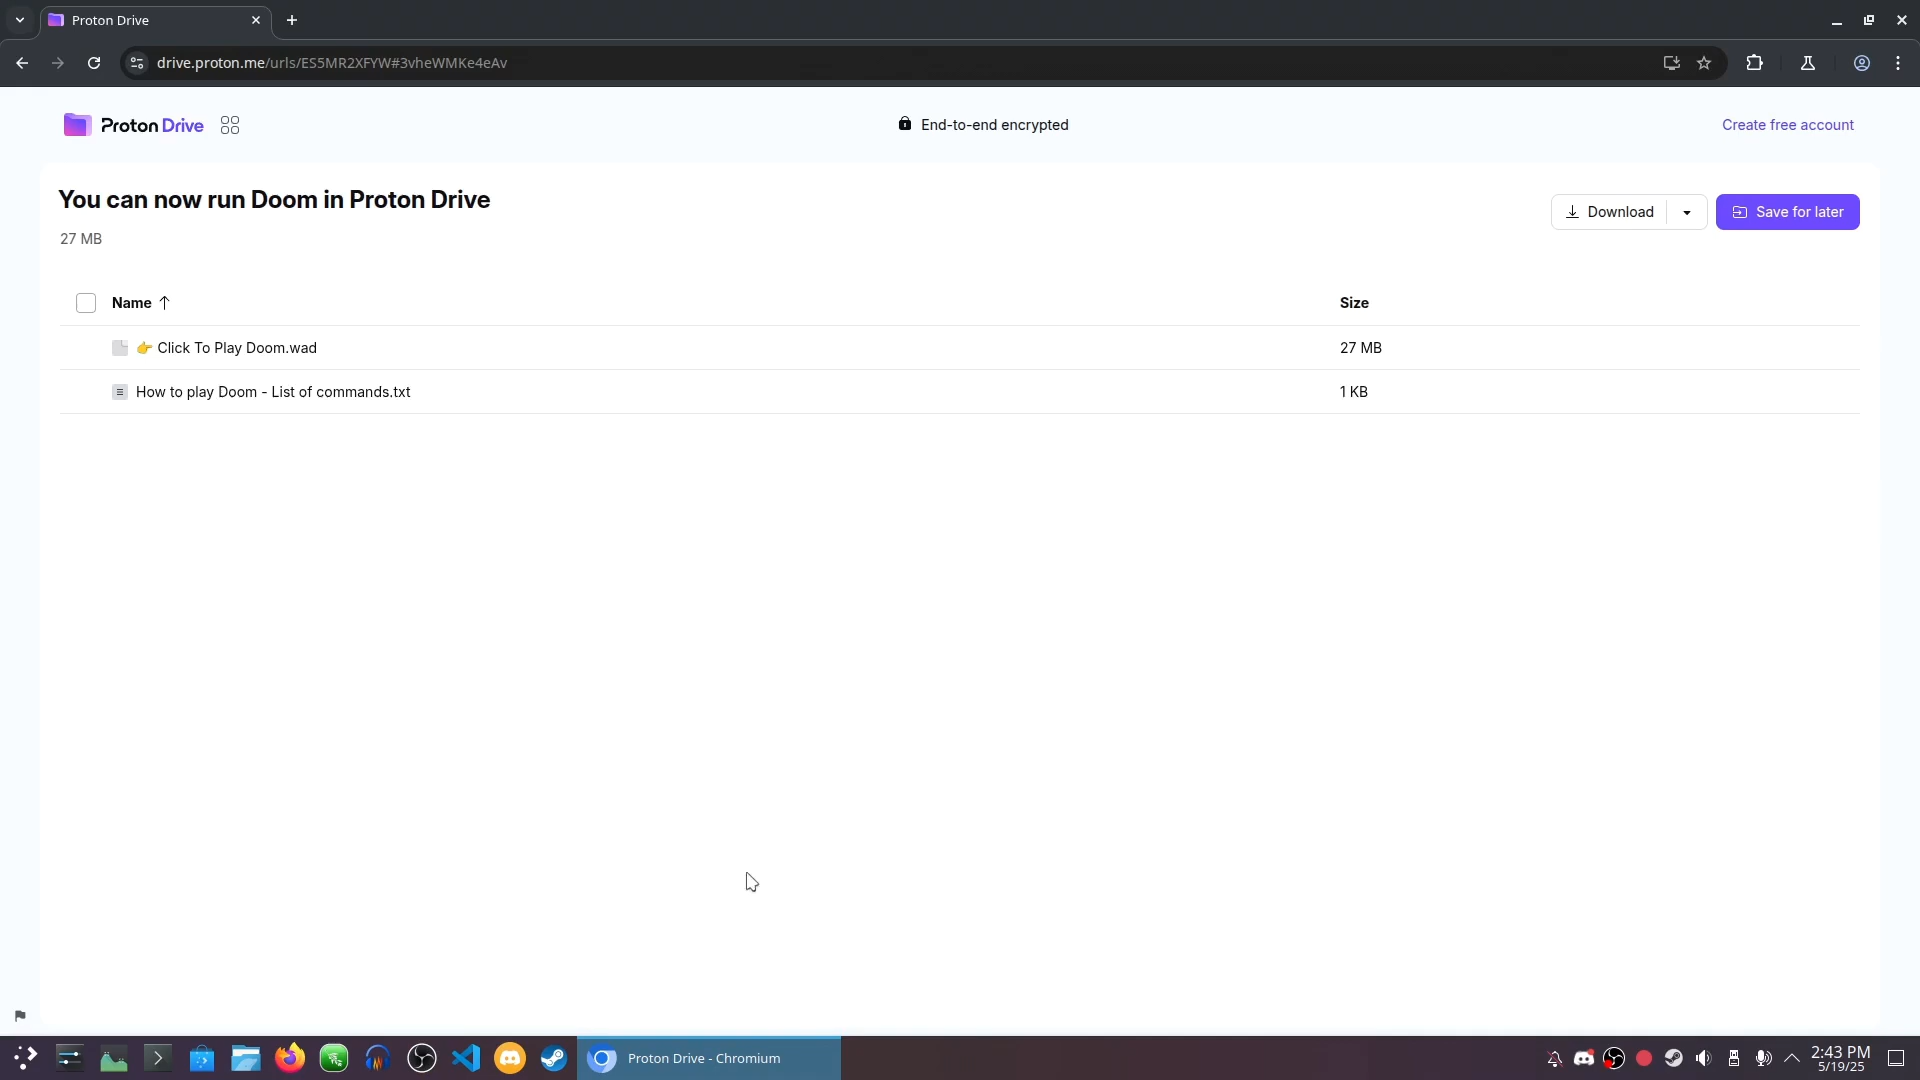 Proton Drive
drive.proton.me/urls/ES5MR2XFYW#3vheWMKe4eAv
Proton Drive
End-to-end encrypted
Create free account
You can now run Doom in Proton Drive
27 MB
Download
Save for later
Name
Size
👉 Click To Play Doom.wad
27 MB
How to play Doom - List of commands.txt
1 KB
Proton Drive - Chromium
2:43 PM
5/19/25